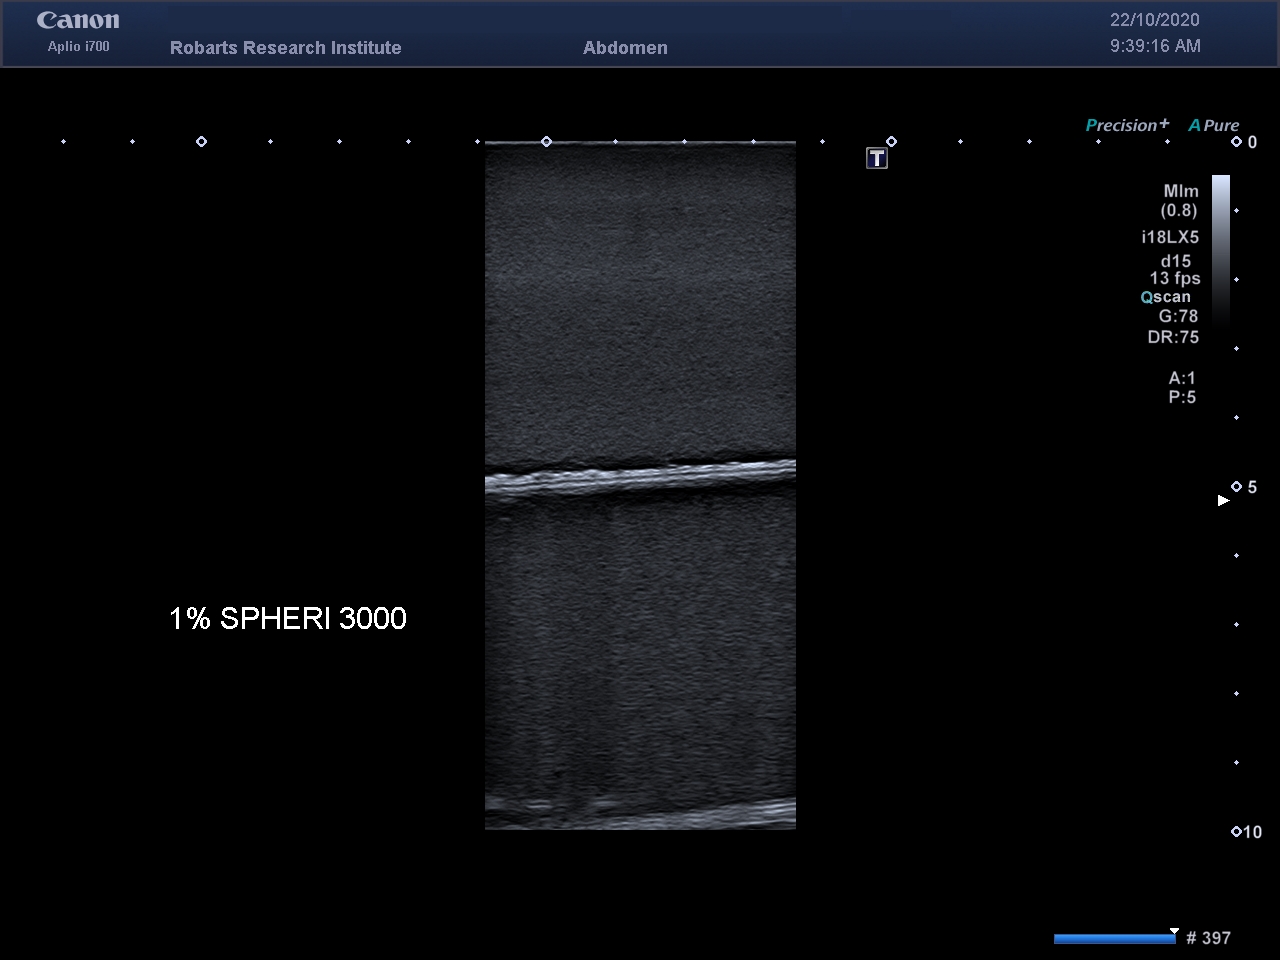 Canon
Aplio i700
Robarts Research Institute
Abdomen
22/10/2020
9:39:16 AM
Precision+ APure
T
0
MIm
(0.8)
i18LX5
d15
13 fps
Qscan
G:78
DR:75
A:1
P:5
5
1% SPHERI 3000
10
# 397